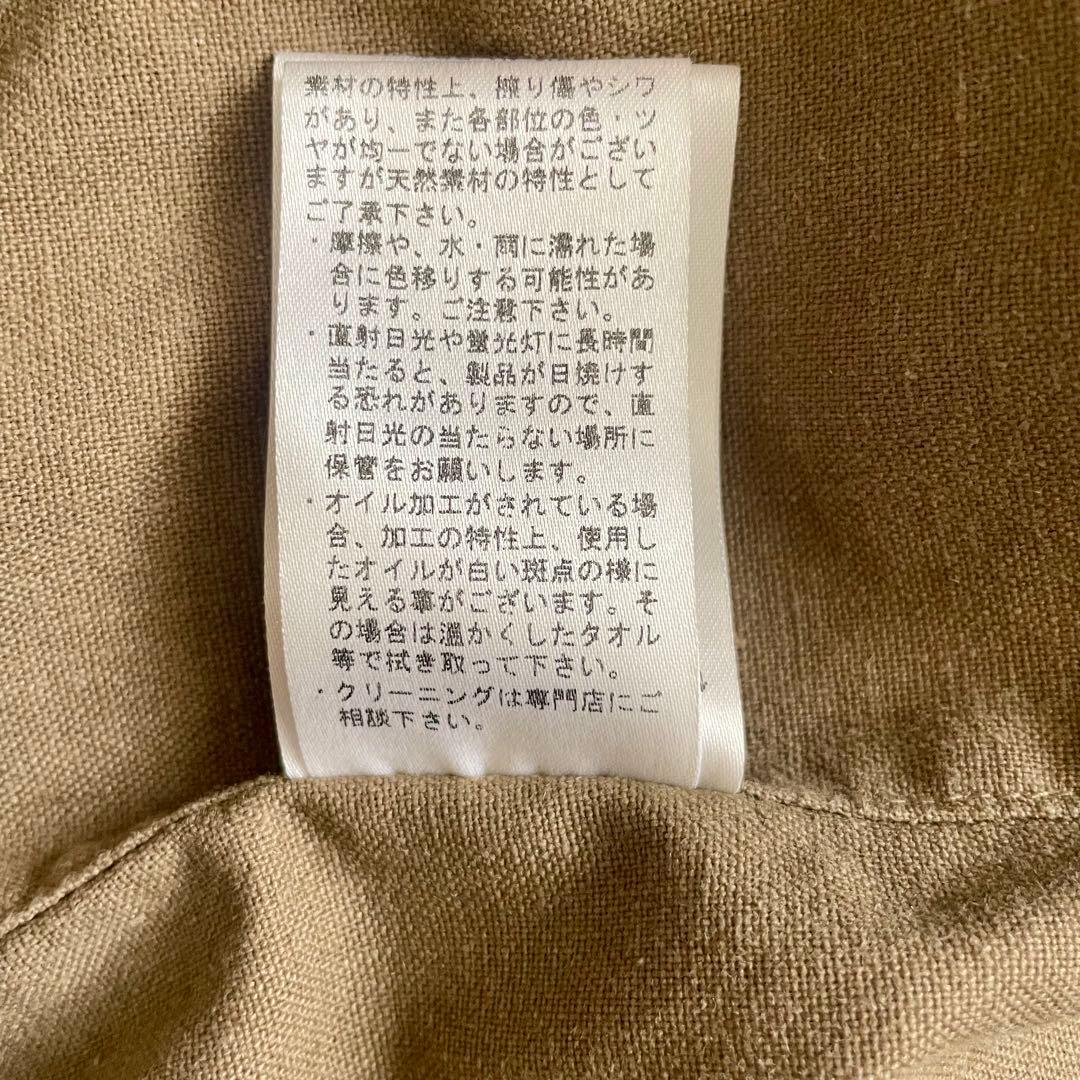 素材の特性上、擦り傷やシワ
があり、また各部位の色・ツ
ヤが均一でない場合がござい
ますが天然素材の特性として
ご了承下さい。
・摩擦や、水・雨に濡れた場
合に色移りする可能性があ
ります。ご注意下さい。
・直射日光や蛍光灯に長時間
当たると、製品が日焼けす
る恐れがありますので、直
射日光の当たらない場所に
保管をお願いします。
・オイル加工がされている場
合、加工の特性上、使用し
たオイルが白い斑点の様に
見える事がございます。そ
の場合は温かくしたタオル
等で拭き取って下さい。
・クリーニングは専門店にご
相談下さい。